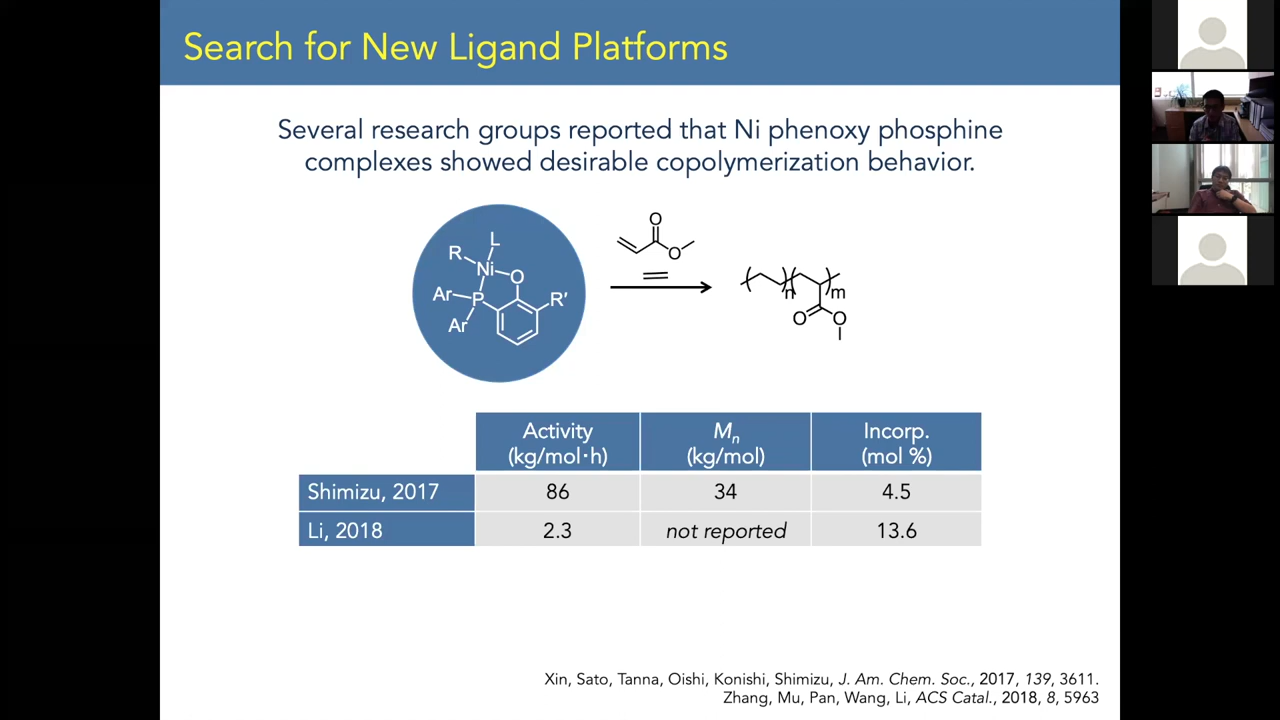 Search for New Ligand Platforms
Several research groups reported that Ni phenoxy phosphine
complexes showed desirable copolymerization behavior.
L
R
Ni
O
Ar
P
R′
Ar
O
O
n
m
O
O
Activity
(kg/mol·h)
Mn
(kg/mol)
Incorp.
(mol %)
Shimizu, 2017
86
34
4.5
Li, 2018
2.3
not reported
13.6
Xin, Sato, Tanna, Oishi, Konishi, Shimizu, J. Am. Chem. Soc., 2017, 139, 3611.
Zhang, Mu, Pan, Wang, Li, ACS Catal., 2018, 8, 5963